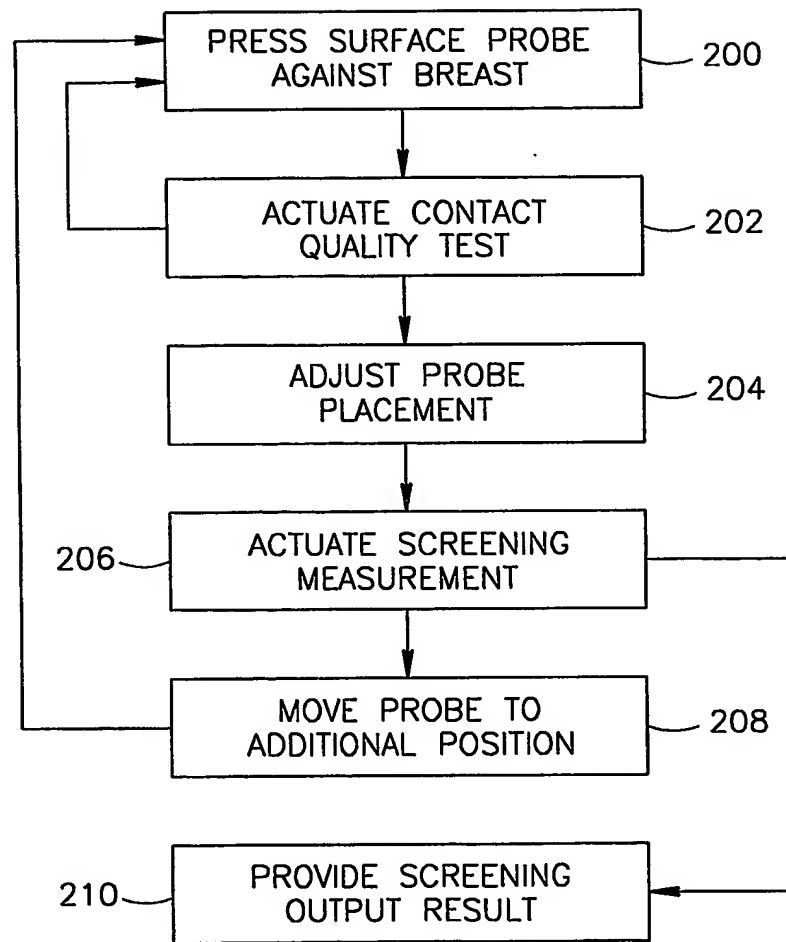 PRESS SURFACE PROBE
AGAINST BREAST
200
ACTUATE CONTACT
QUALITY TEST
202
ADJUST PROBE
PLACEMENT
204
206
ACTUATE SCREENING
MEASUREMENT
MOVE PROBE TO
ADDITIONAL POSITION
208
210
PROVIDE SCREENING
OUTPUT RESULT